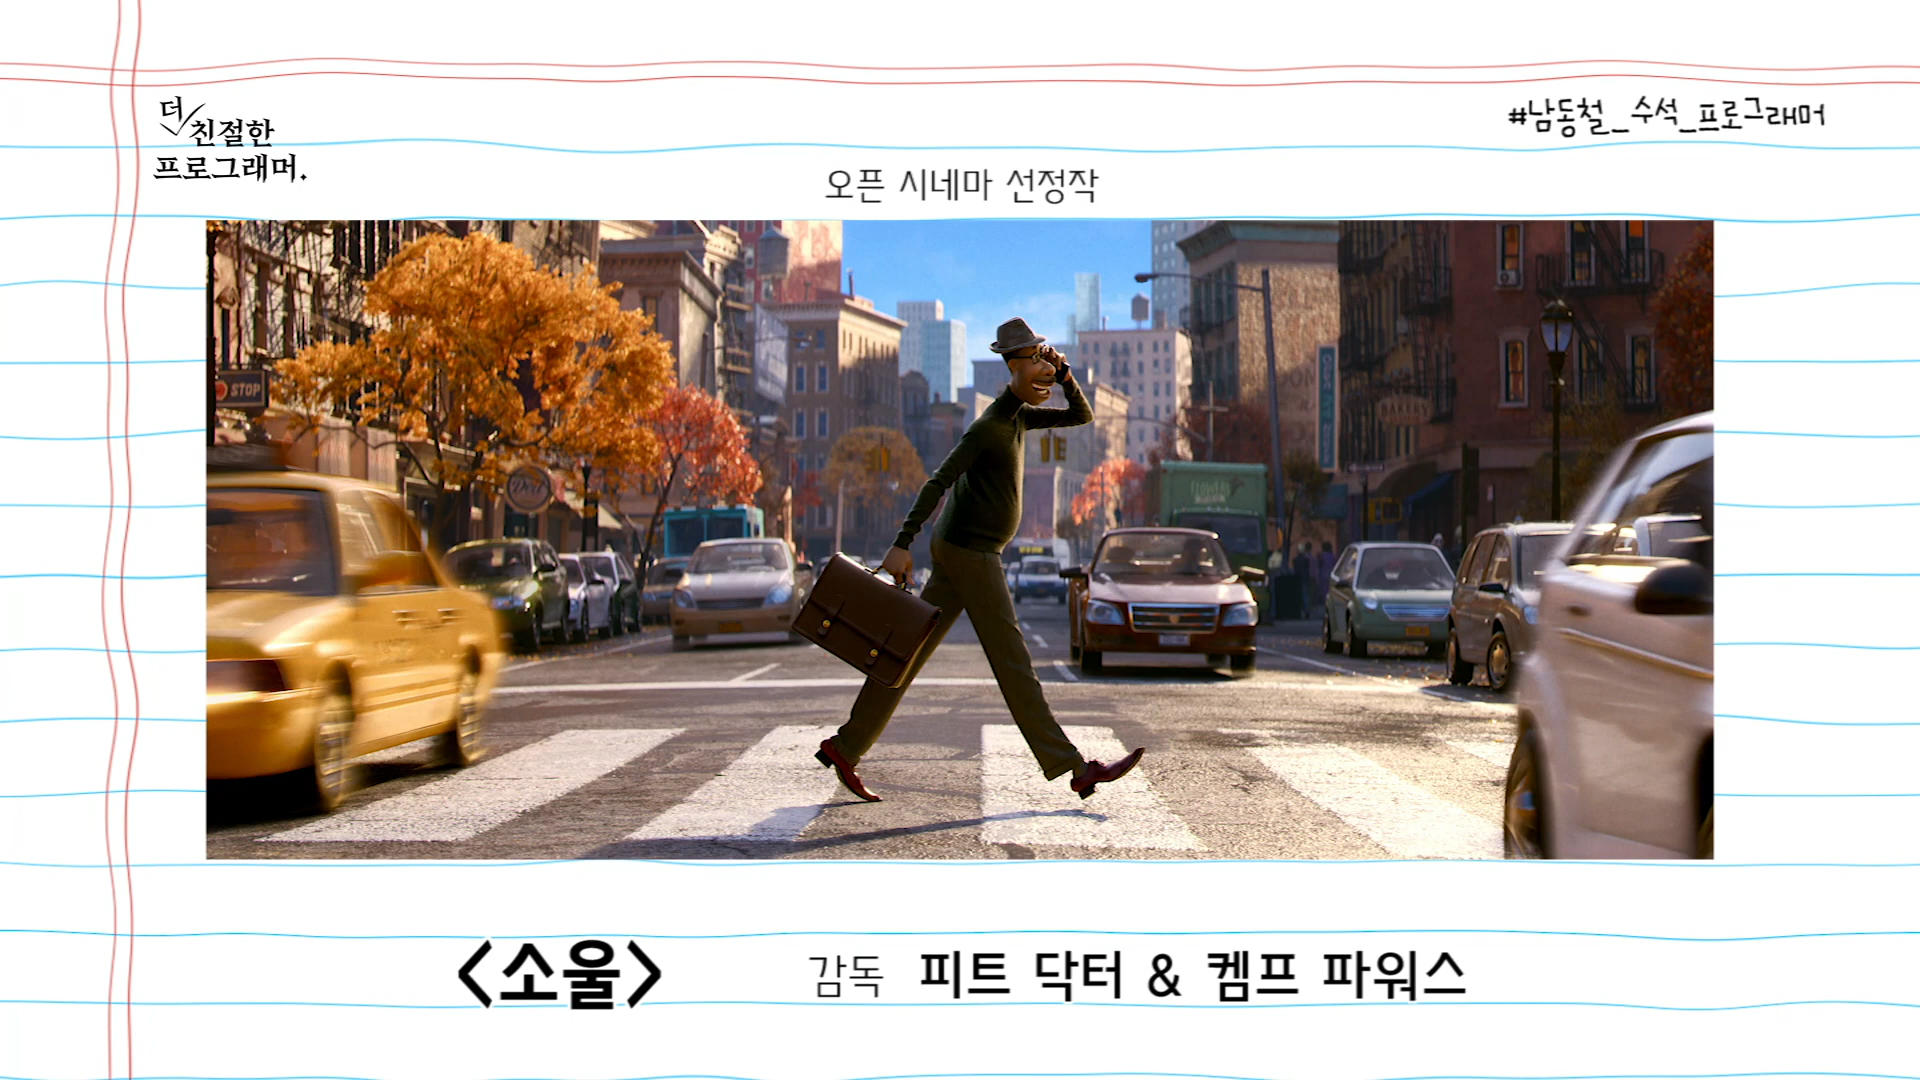 더
친절한
프로그래머.
#남동철_수석_프로그래머
오픈 시네마 선정작
STOP
FLOWERS
BAKERY
<소울> 감독 피트 닥터 & 켐프 파워스